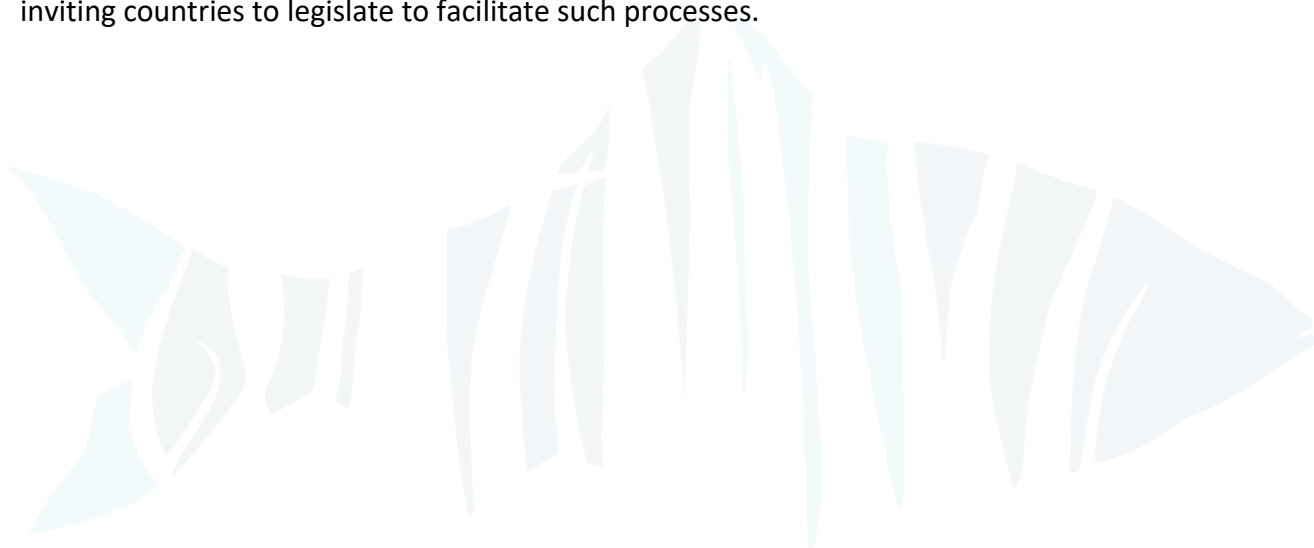 inviting countries to legislate to facilitate such processes.